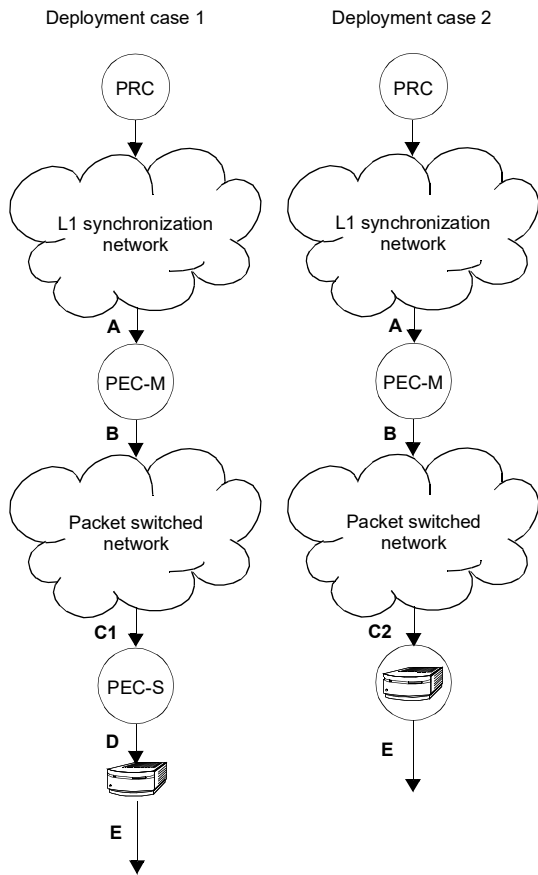 Deployment case 1
Deployment case 2
PRC
PRC
L1 synchronization
network
L1 synchronization
network
A
A
PEC-M
PEC-M
B
B
Packet switched
network
Packet switched
network
C1
C2
PEC-S
D
E
E